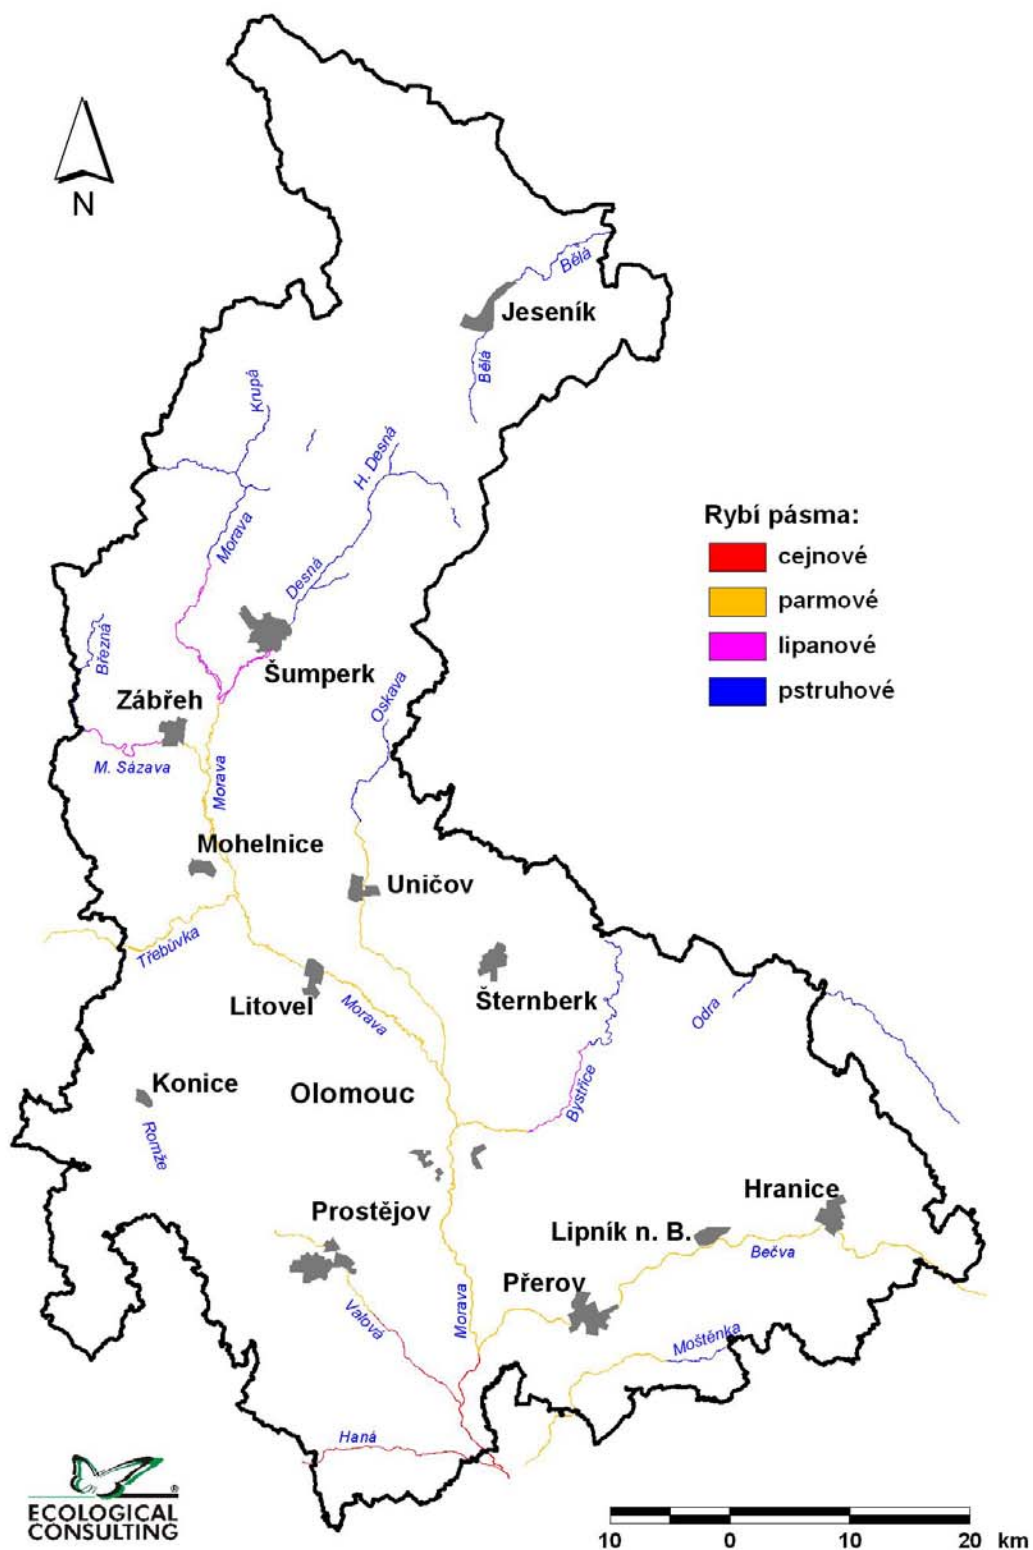 N
Bělá
Jeseník
Bělá
Krupá
H. Desná
Morava
Desná
Rybí pásma:
cejnové
parmové
lipanové
pstruhové
Březná
Šumperk
Zábřeh
Oskava
M. Sázava
Morava
Mohelnice
Uničov
Třebůvka
Litovel
Morava
Šternberk
Odra
Konice
Olomouc
Bystřice
Romže
Hranice
Prostějov
Lipník n. B.
Bečva
Přerov
Valová
Morava
Moštěnka
Haná
®
ECOLOGICAL
CONSULTING
10 0 10 20 km